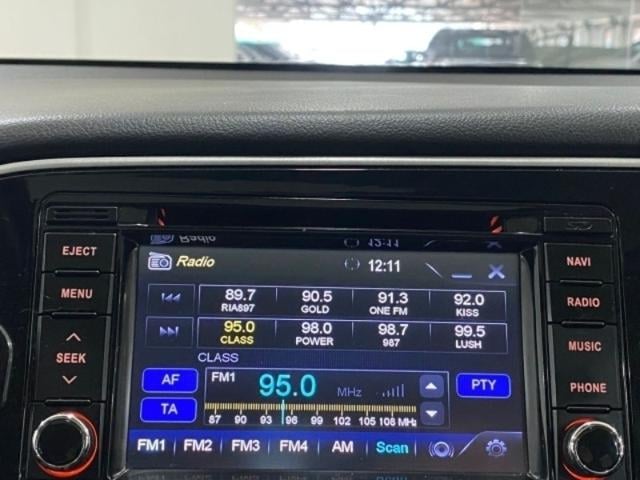 EJECT
MENU
SEEK
Radio
12:11
89.7 90.5 91.3 92.0
RIA897 GOLD ONE FM KISS
95.0 98.0 98.7 99.5
CLASS POWER 987 LUSH
CLASS
AF
TA
FM1
95.0 MHz
87 90 93 96 99 102 105 108 MHz
PTY
FM1 FM2 FM3 FM4 AM Scan
NAVI
RADIO
MUSIC
PHONE